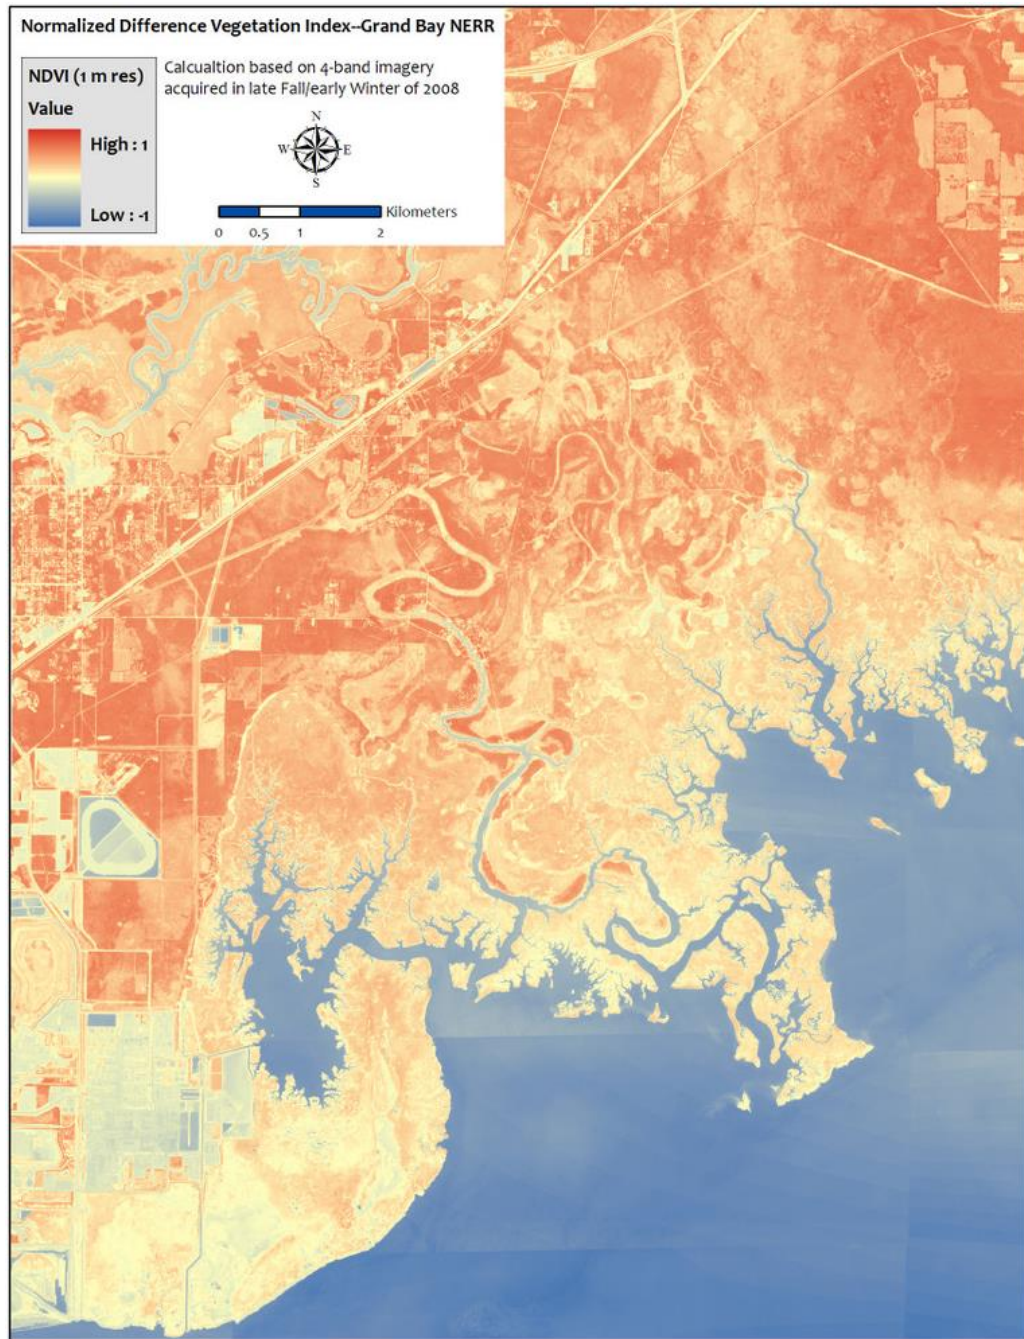 Normalized Difference Vegetation Index--Grand Bay NERR
NDVI (1 m res)
Value
High : 1
Low : -1
Calcualtion based on 4-band imagery
acquired in late Fall/early Winter of 2008
N
W
E
S
Kilometers
0 0.5 1 2